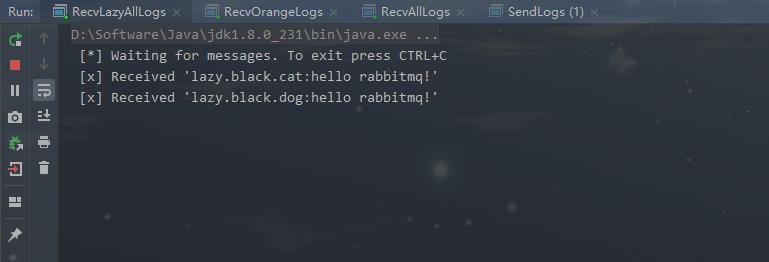 Run: RecvLazyAllLogs RecvOrangeLogs RecvAllLogs SendLogs (1)
D:\Software\Java\jdk1.8.0_231\bin\java.exe ...
[*] Waiting for messages. To exit press CTRL+C
[x] Received 'lazy.black.cat:hello rabbitmq!'
[x] Received 'lazy.black.dog:hello rabbitmq!'